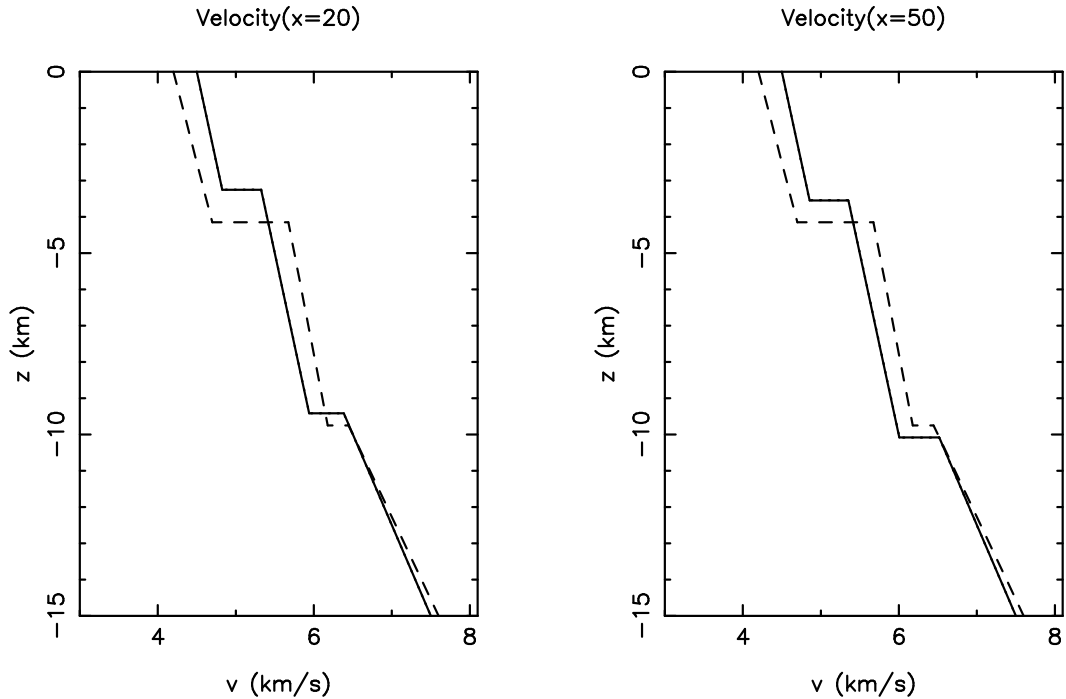 Velocity(x=20)
0
−5
−10
−15
z (km)
4 6 8
v (km/s)
Velocity(x=50)
0
−5
−10
−15
z (km)
4 6 8
v (km/s)